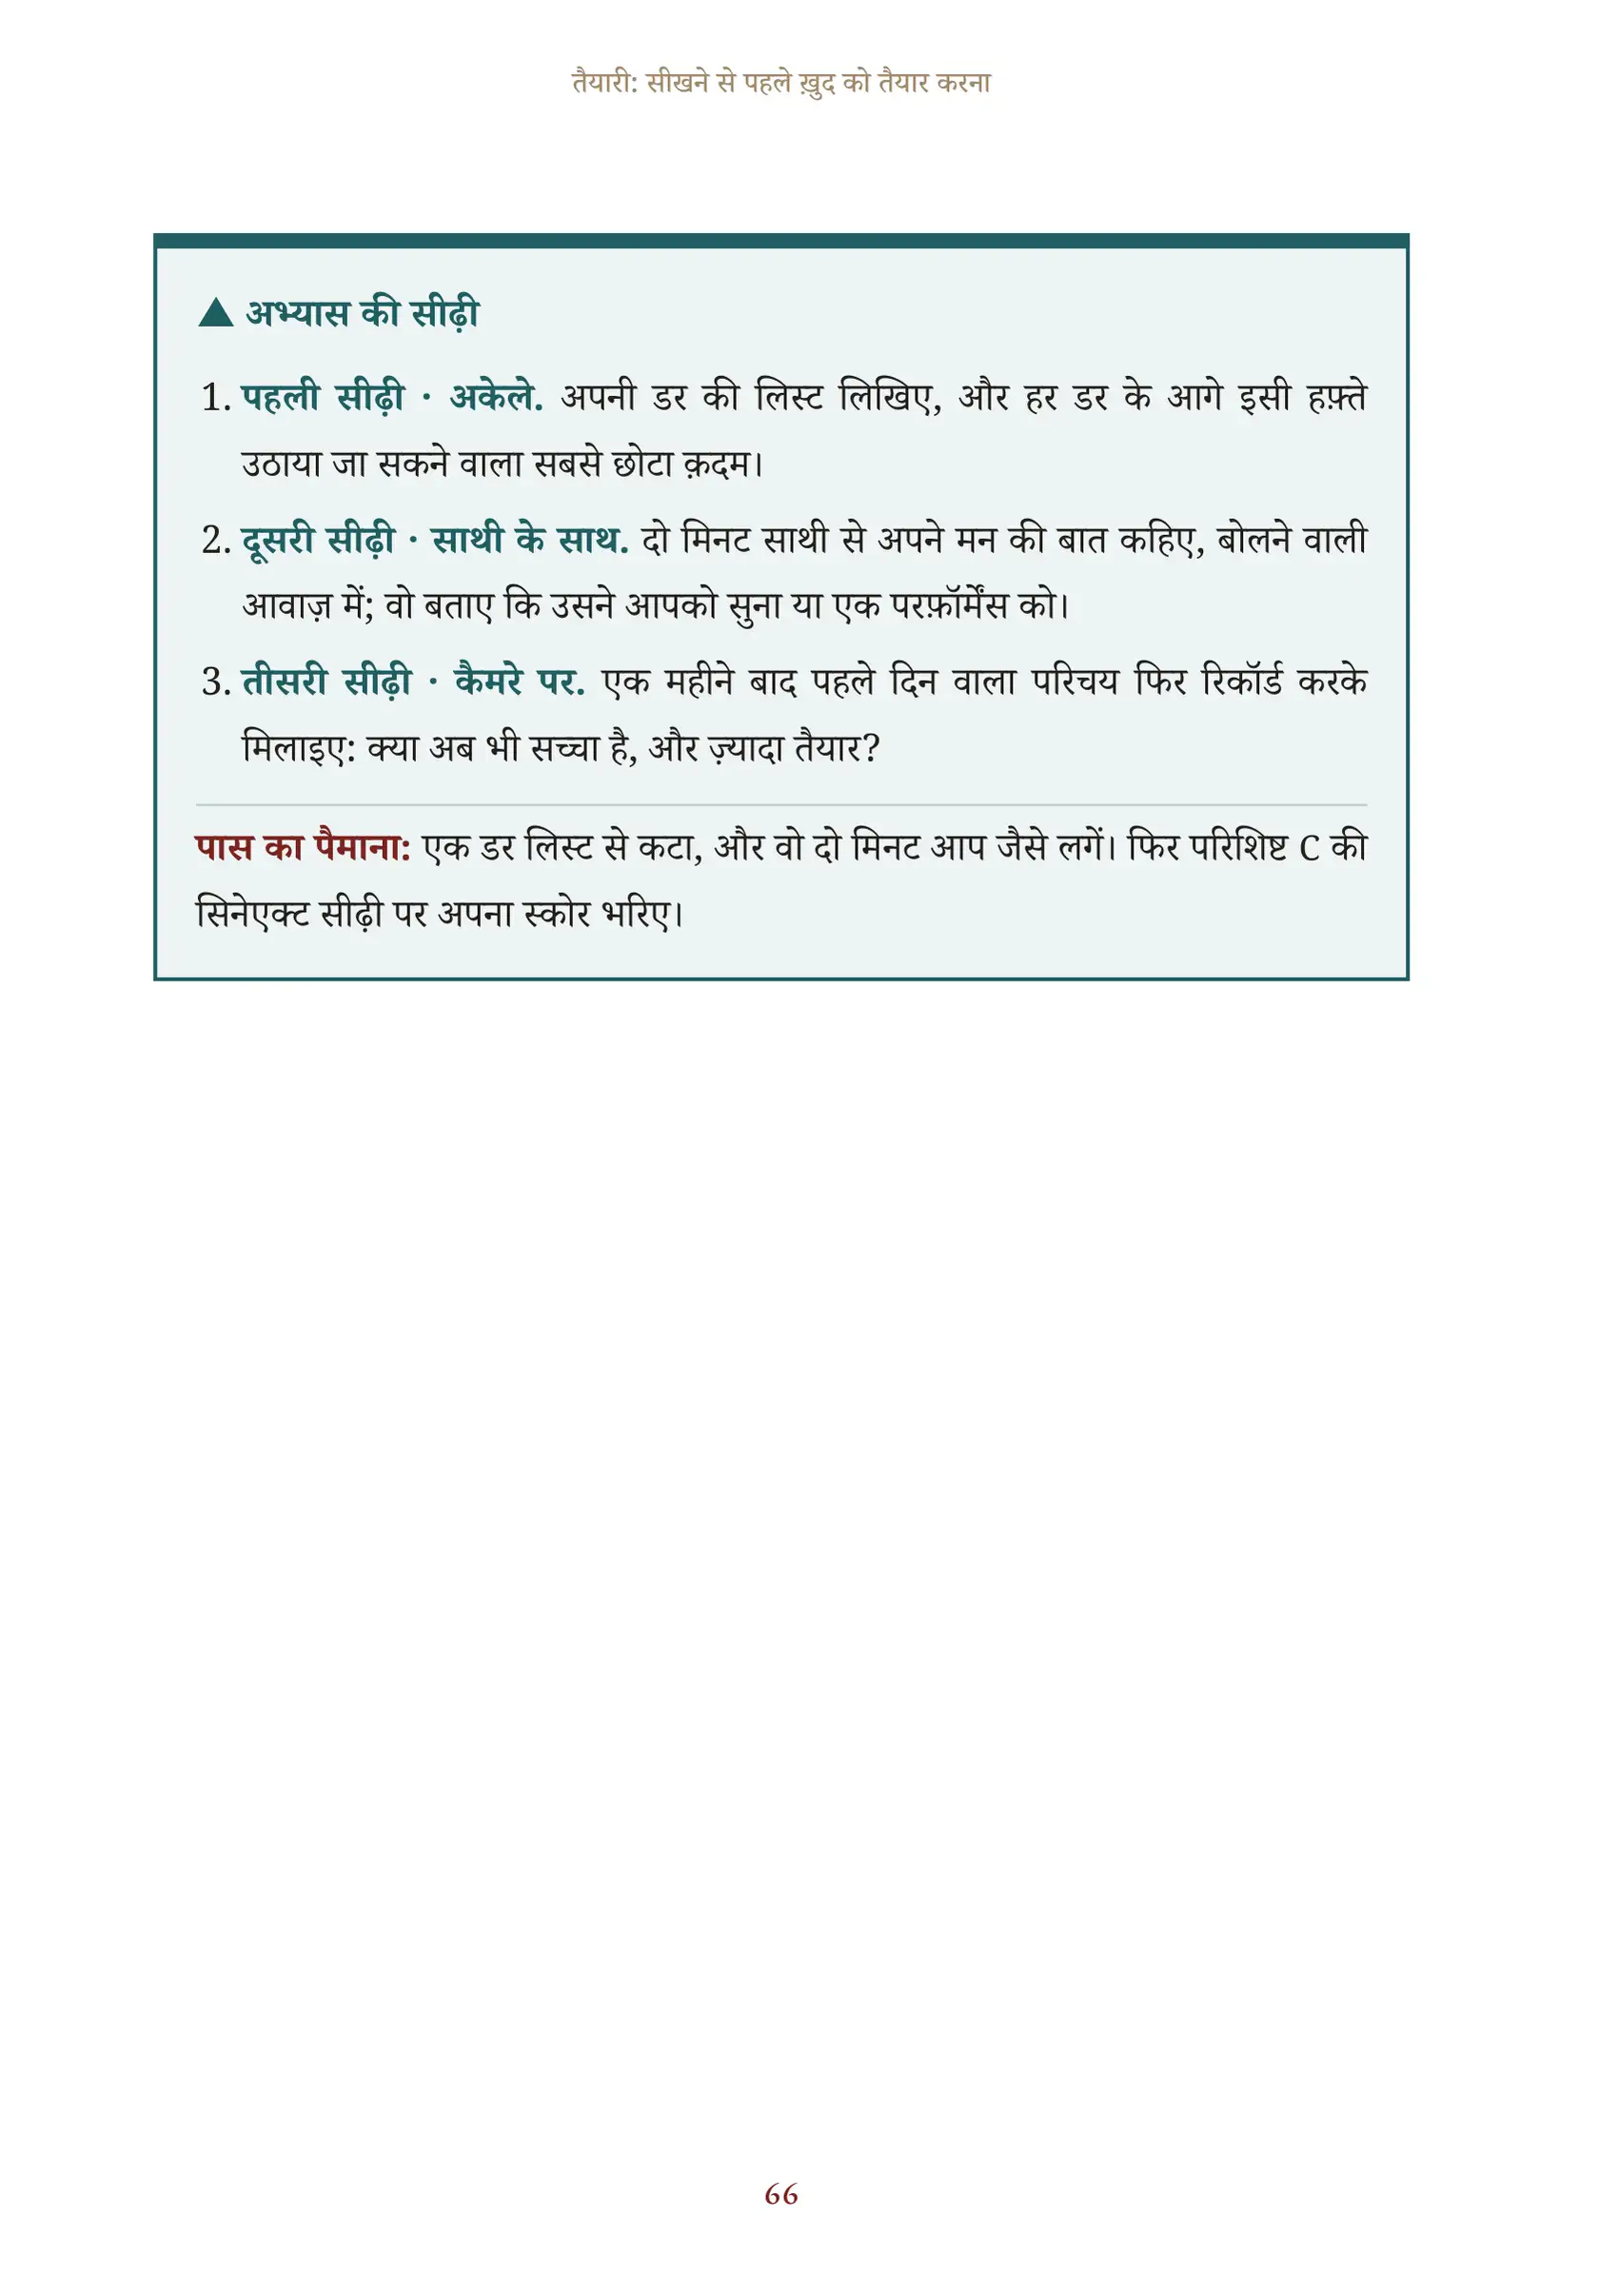 तैयारी: सीखने से पहले ख़ुद को तैयार करना
▲ अभ्यास की सीढ़ी
1. पहली सीढ़ी · अकेले. अपनी डर की लिस्ट लिखिए, और हर डर के आगे इसी हफ़्ते
उठाया जा सकने वाला सबसे छोटा क़दम।
2. दूसरी सीढ़ी · साथी के साथ. दो मिनट साथी से अपने मन की बात कहिए, बोलने वाली
आवाज़ में; वो बताए कि उसने आपको सुना या एक परफ़ॉर्मेंस को।
3. तीसरी सीढ़ी · कैमरे पर. एक महीने बाद पहले दिन वाला परिचय फिर रिकॉर्ड करके
मिलाइए: क्या अब भी सच्चा है, और ज़्यादा तैयार?
पास का पैमाना: एक डर लिस्ट से कटा, और वो दो मिनट आप जैसे लगें। फिर परिशिष्ट C की
सिनेएक्ट सीढ़ी पर अपना स्कोर भरिए।
66